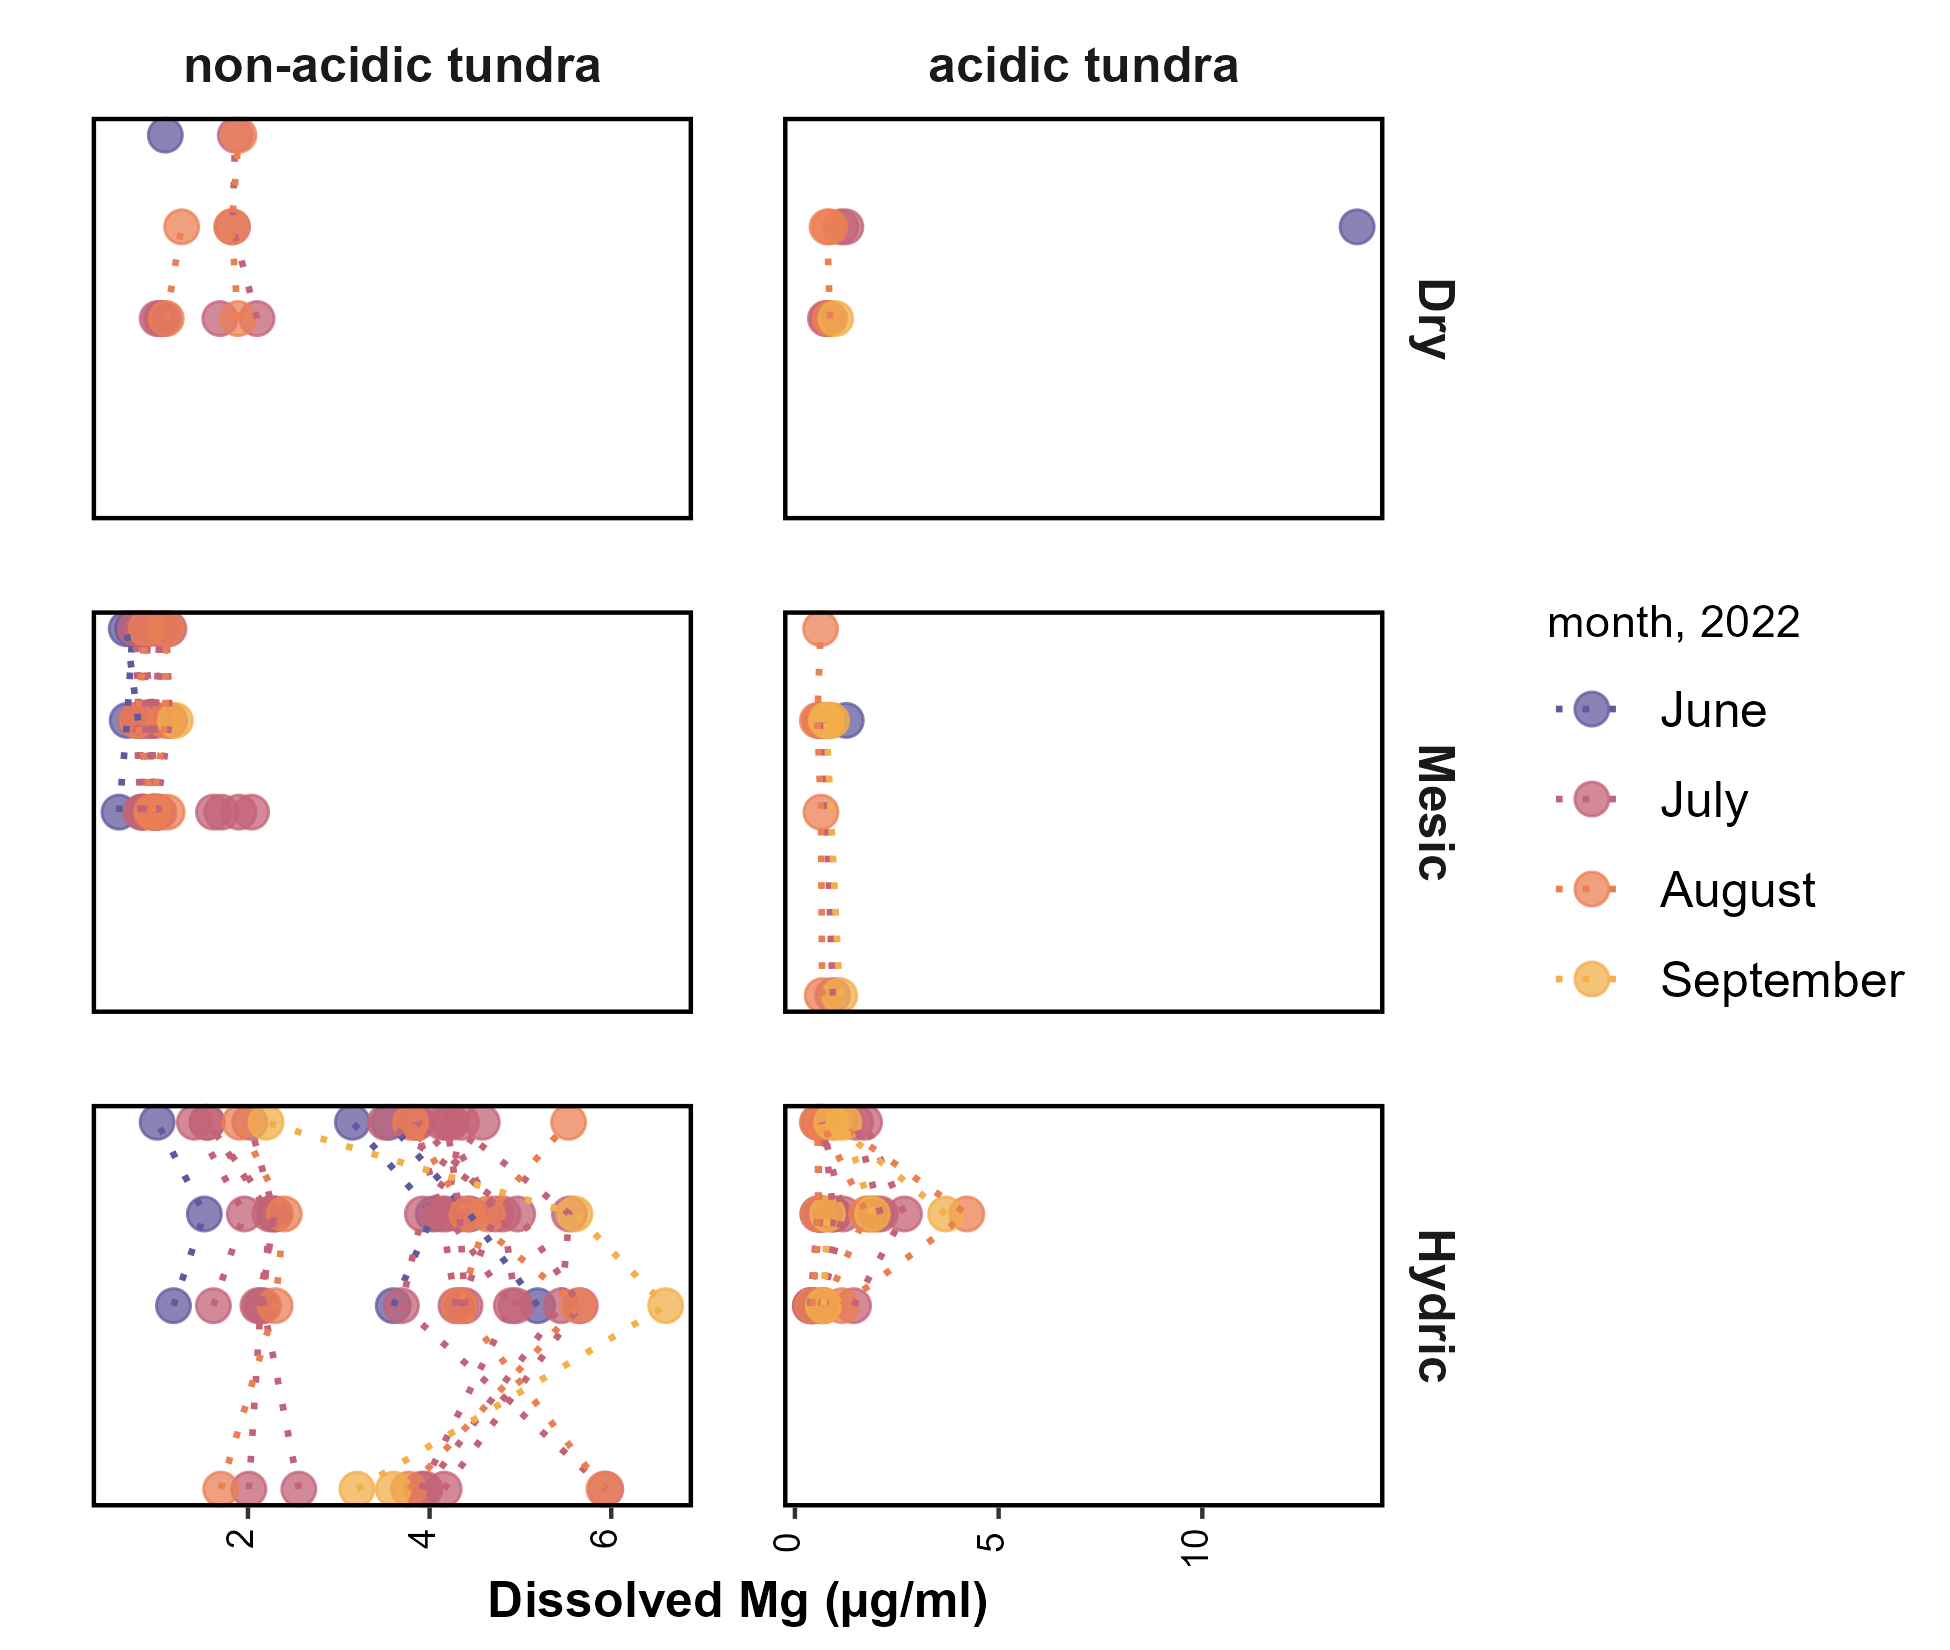 non-acidic tundra
acidic tundra
Dry
Mesic
Hydric
month, 2022
June
July
August
September
2
4
6
0
5
10
Dissolved Mg (µg/ml)